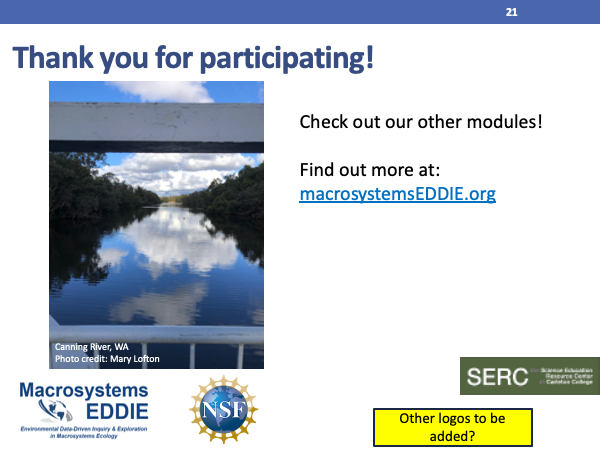 21
Thank you for participating!
Check out our other modules!
Find out more at:
macrosystemsEDDIE.org
Canning River, WA
Photo credit: Mary Lofton
Macrosystems
EDDIE
Environmental Data-Driven Inquiry & Exploration
in Macrosystems Ecology
NSF
SERC
Science Education
Resource Center
at Carleton College
Other logos to be
added?